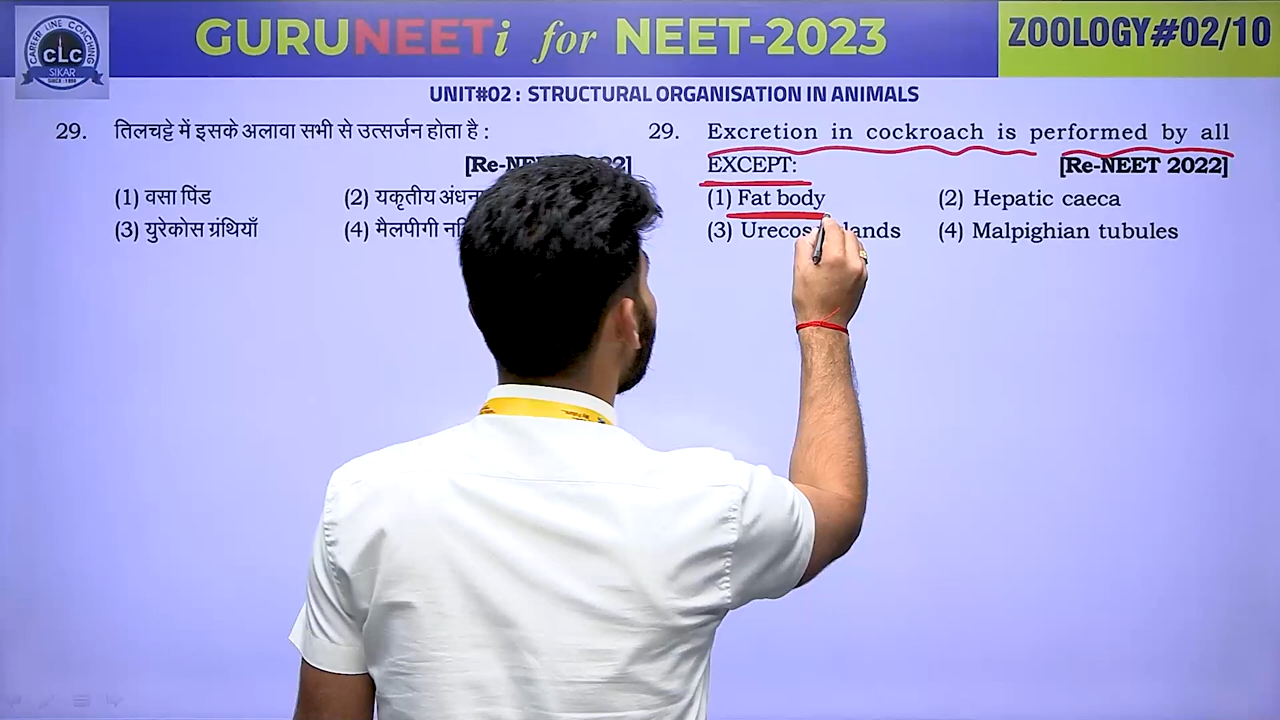 CAREER LINE COACHING
CLC
SIKAR
SINCE : 1996
GURUNEETi for NEET-2023
ZOOLOGY#02/10
UNIT#02 : STRUCTURAL ORGANISATION IN ANIMALS
29. तिलचट्टे में इसके अलावा सभी से उत्सर्जन होता है :
(1) वसा पिंड (2) यकृतीय
(3) युरेकोस ग्रंथियाँ (4) मैलपीगी
29. Excretion in cockroach is performed by all
EXCEPT: [Re-NEET 2022]
(1) Fat body (2) Hepatic caeca
(3) (4) Malpighian tubules